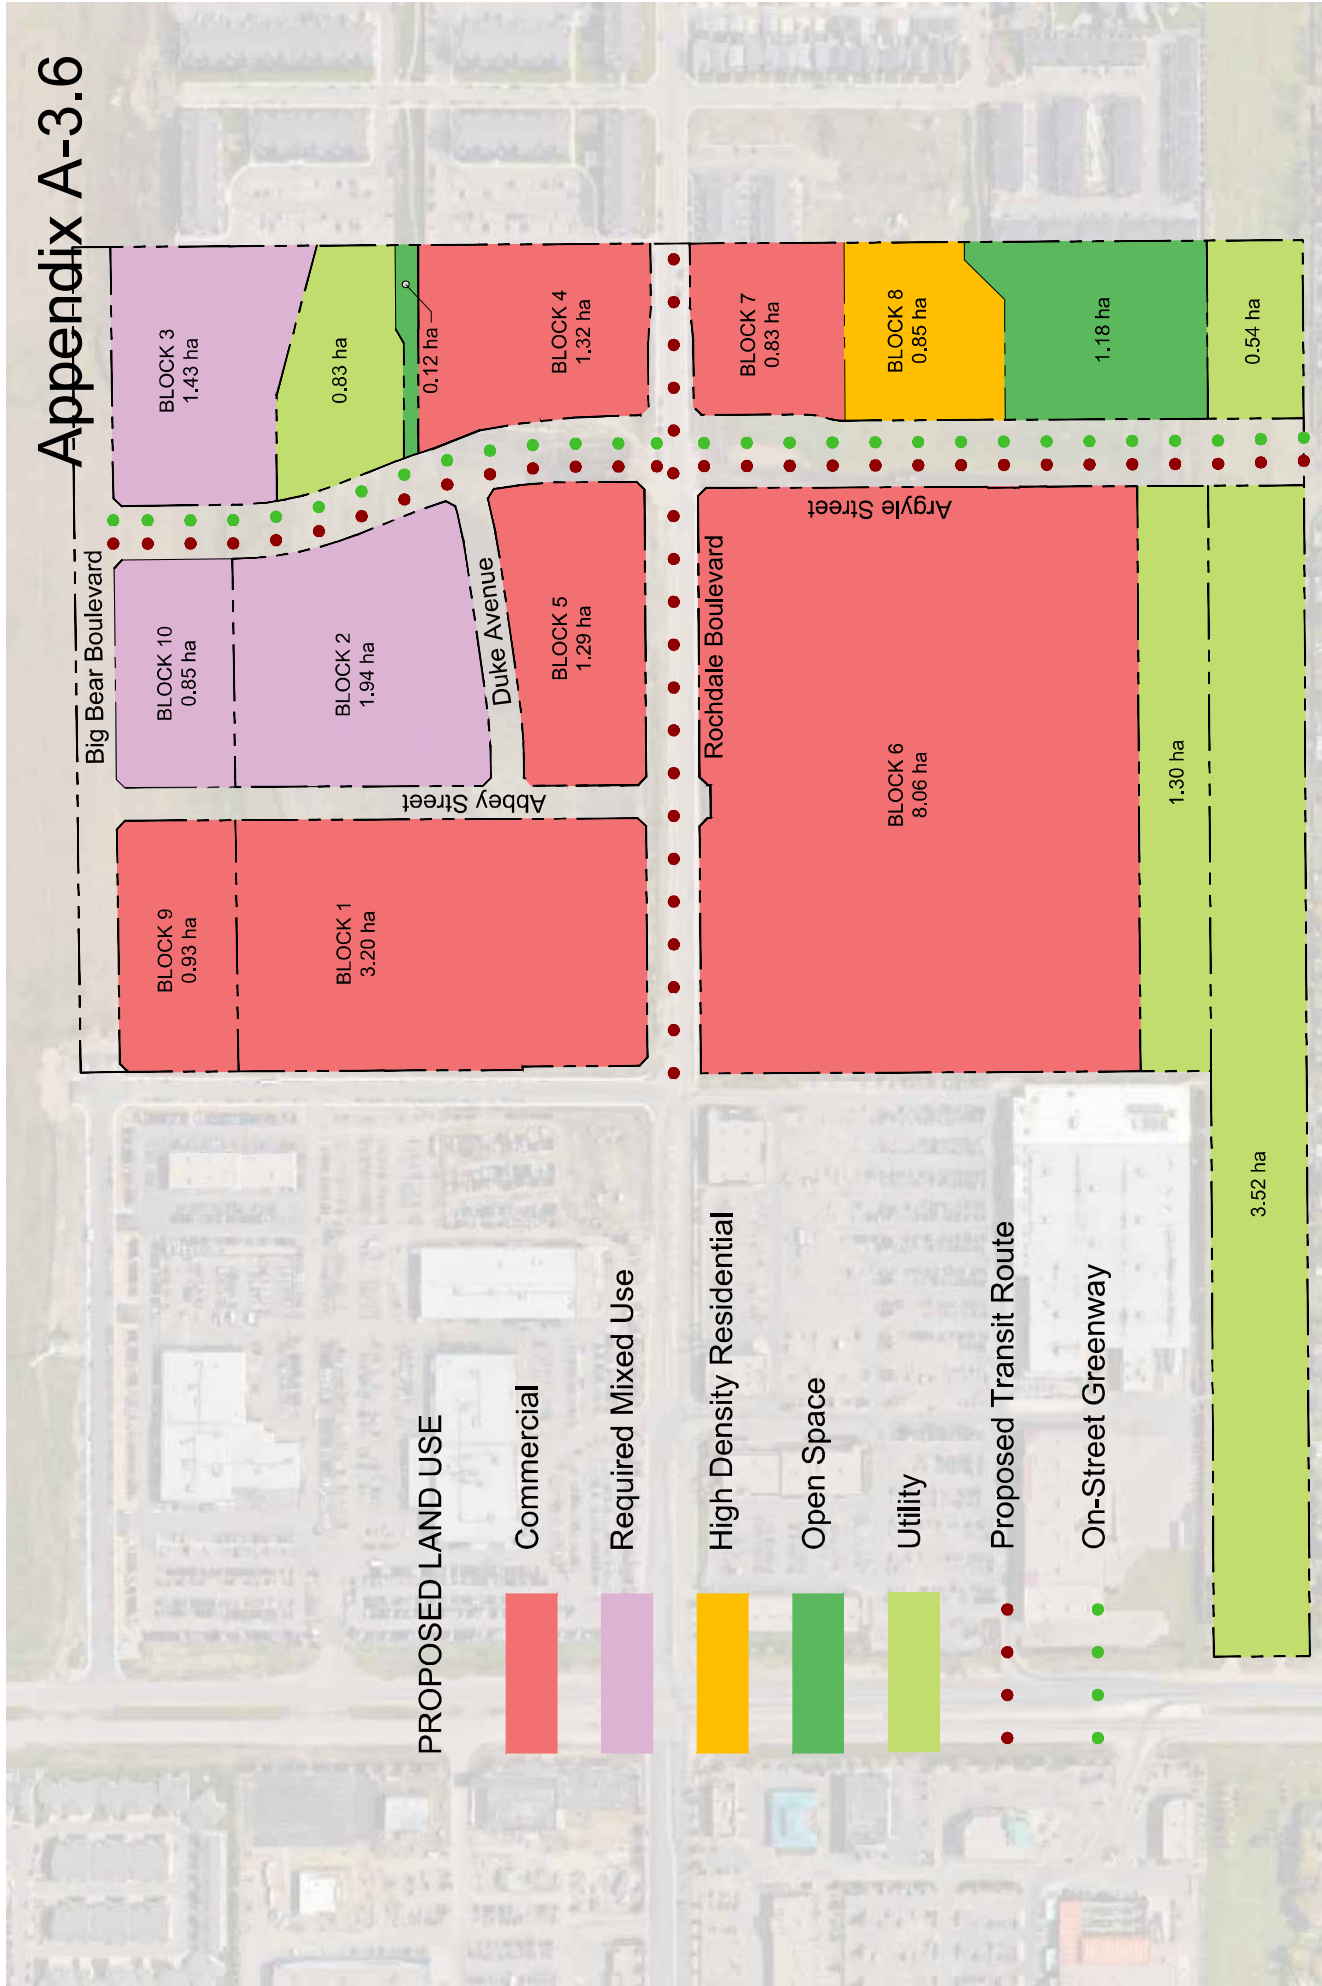 Appendix A-3.6
Big Bear Boulevard
BLOCK 9
0.93 ha
BLOCK 10
0.85 ha
BLOCK 3
1.43 ha
BLOCK 1
3.20 ha
BLOCK 2
1.94 ha
0.83 ha
0.12 ha
Abbey Street
Duke Avenue
BLOCK 5
1.29 ha
BLOCK 4
1.32 ha
Rochdale Boulevard
BLOCK 6
8.06 ha
Argyle Street
BLOCK 7
0.83 ha
BLOCK 8
0.85 ha
1.18 ha
1.30 ha
0.54 ha
3.52 ha
PROPOSED LAND USE
Commercial
Required Mixed Use
High Density Residential
Open Space
Utility
Proposed Transit Route
On-Street Greenway